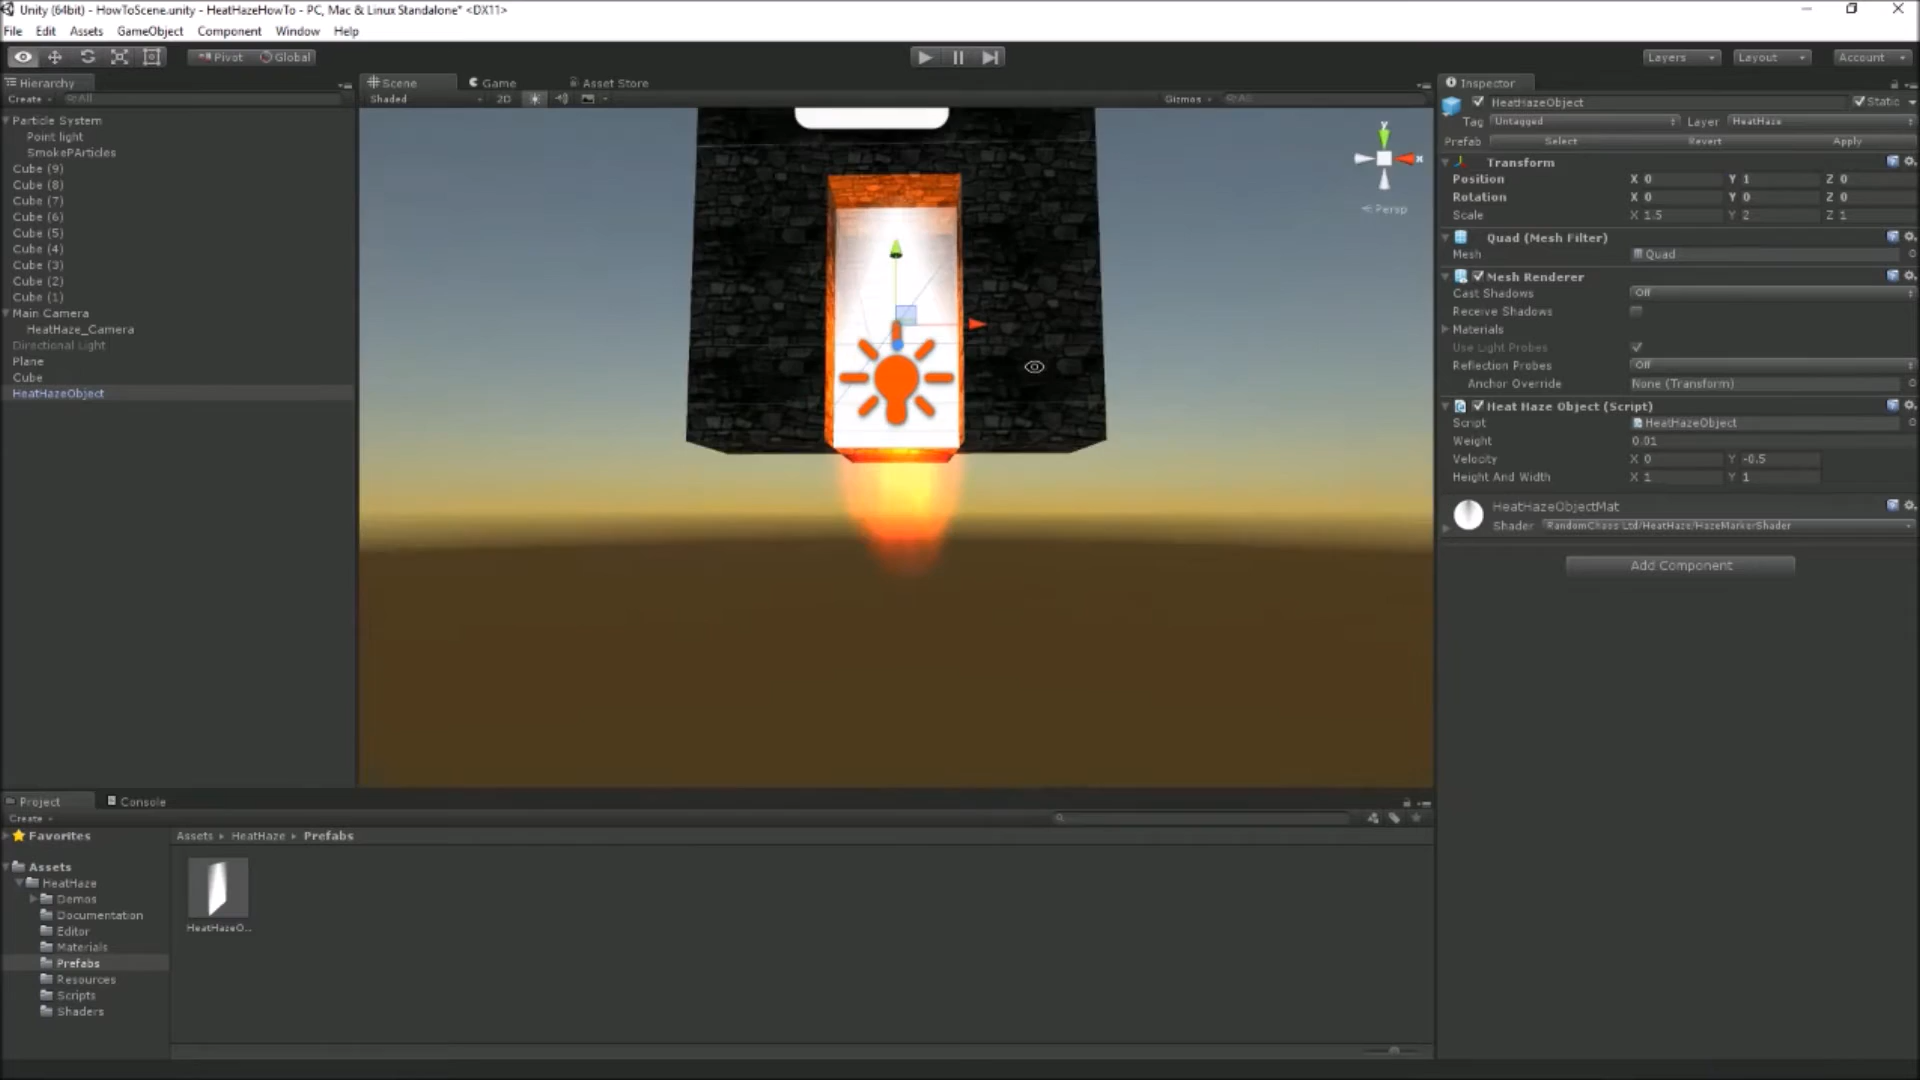 Unity (64bit) - HowToScene.unity - HeatHazeHowTo - PC, Mac & Linux Standalone* <DX11>
File Edit Assets GameObject Component Window Help
Pivot Global Layers Layout Account
Hierarchy
Create All
Particle System
Point light
SmokePArticles
Cube (9)
Cube (8)
Cube (7)
Cube (6)
Cube (5)
Cube (4)
Cube (3)
Cube (2)
Cube (1)
Main Camera
HeatHaze_Camera
Directional Light
Plane
Cube
HeatHazeObject
Scene Game Asset Store
Shaded 2D Gizmos All
y
x
Persp
Inspector
HeatHazeObject Static
Tag Untagged Layer HeatHaze
Prefab Select Revert Apply
Transform
Position X 0 Y 1 Z 0
Rotation X 0 Y 0 Z 0
Scale X 1.5 Y 2 Z 1
Quad (Mesh Filter)
Mesh Quad
Mesh Renderer
Cast Shadows Off
Receive Shadows
Materials
Use Light Probes
Reflection Probes Off
Anchor Override None (Transform)
Heat Haze Object (Script)
Script HeatHazeObject
Weight 0.01
Velocity X 0 Y -0.5
Height And Width X 1 Y 1
HeatHazeObjectMat
Shader RandomChaos Ltd/HeatHaze/HazeMarkerShader
Add Component
Project Console
Create
Favorites
Assets
HeatHaze
Demos
Documentation
Editor
Materials
Prefabs
Resources
Scripts
Shaders
Assets HeatHaze Prefabs
HeatHazeO..